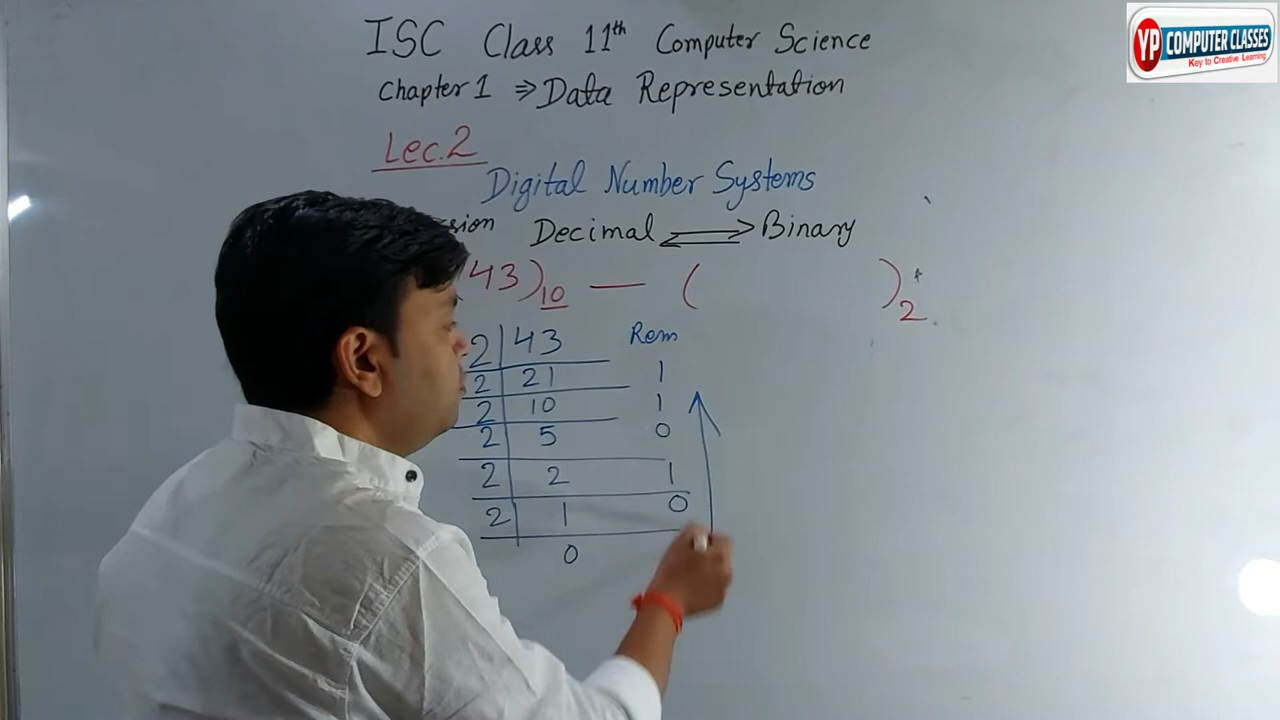 ISC Class 11th Computer Science
YP COMPUTER CLASSES
Key to Creative Learning
Chapter 1 ⇒ Data Representation
Lec. 2
Digital Number Systems
Decimal ⇌ Binary
43)10 — ( )2
2 | 43 Rem
2 | 21 1
2 | 10 1
2 | 5 0
2 | 2 1
2 | 1 0
0